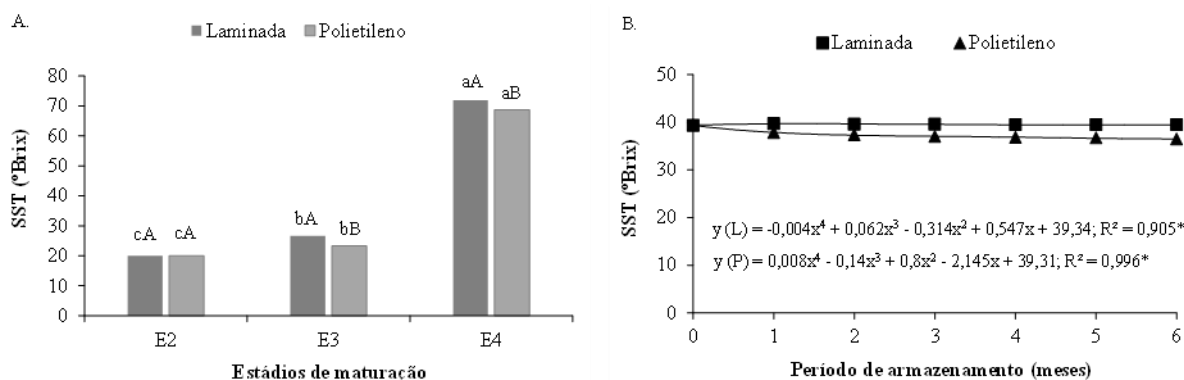 A.
Laminada Polietileno
SST (ºBrix)
80
70
60
50
40
30
20
10
0
cA cA
bA bB
aA aB
E2 E3 E4
Estádios de maturação
B.
Laminada Polietileno
SST (ºBrix)
50
40
30
20
10
0
y (L) = -0,004x⁴ + 0,062x³ - 0,314x² + 0,547x + 39,34; R² = 0,905*
y (P) = 0,008x⁴ - 0,14x³ + 0,8x² - 2,145x + 39,31; R² = 0,996*
0 1 2 3 4 5 6
Período de armazenamento (meses)